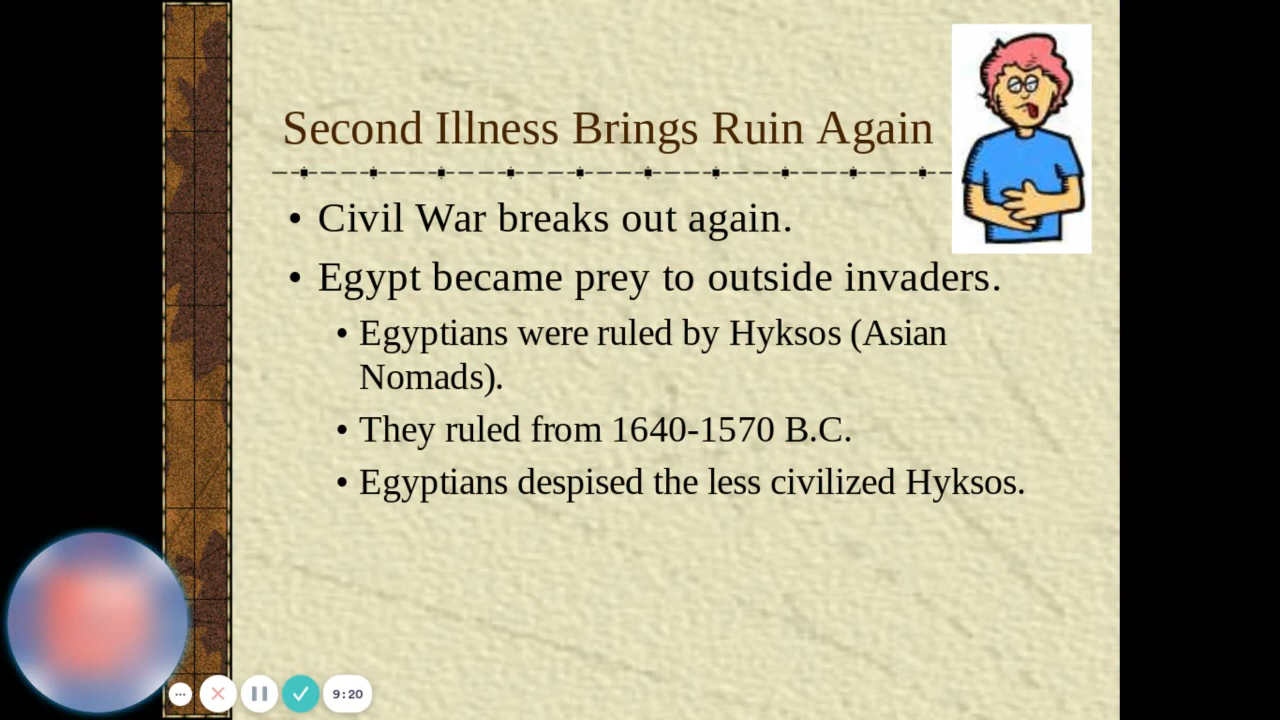 Second Illness Brings Ruin Again
• Civil War breaks out again.
• Egypt became prey to outside invaders.
• Egyptians were ruled by Hyksos (Asian
Nomads).
• They ruled from 1640-1570 B.C.
• Egyptians despised the less civilized Hyksos.
9:20